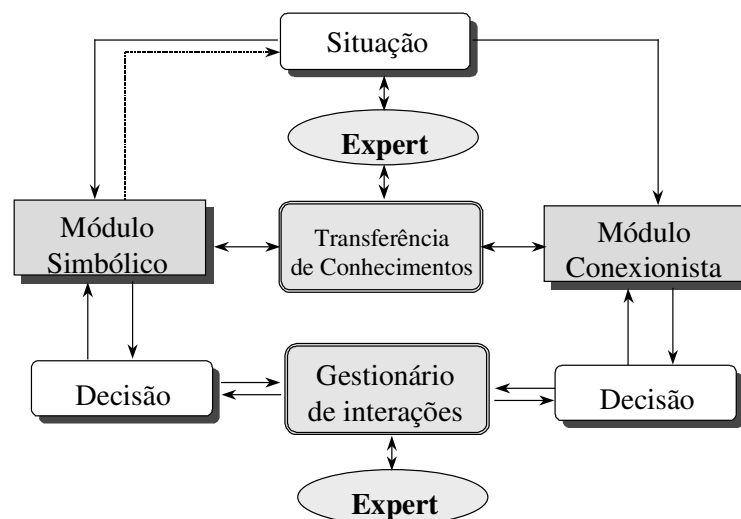 Situação
Expert
Módulo
Simbólico
Transferência
de Conhecimentos
Módulo
Conexionista
Decisão
Gestionário
de interações
Decisão
Expert